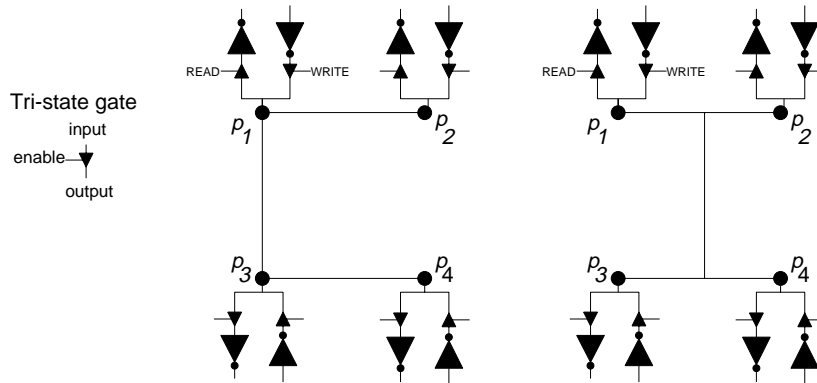 READ WRITE READ WRITE
Tri-state gate
input
enable
output
p1 p2 p1 p2
p3 p4 p3 p4